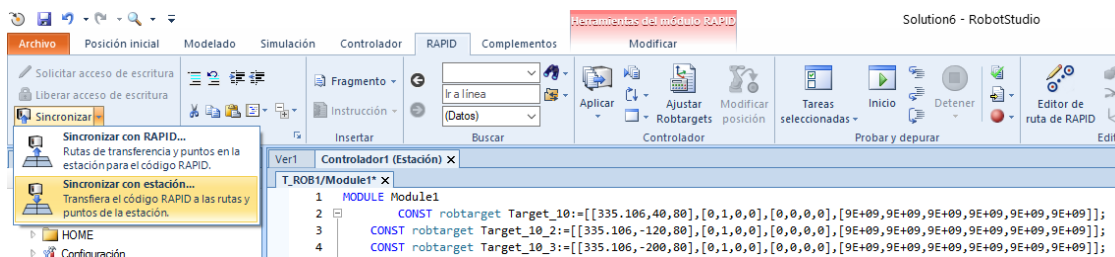 Herramientas del módulo RAPID
Solution6 - RobotStudio
Archivo Posición inicial Modelado Simulación Controlador RAPID Complementos Modificar
Solicitar acceso de escritura
Liberar acceso de escritura
Sincronizar
Fragmento
Instrucción
Insertar
Ir a línea
(Datos)
Buscar
Aplicar
Ajustar Robtargets
Modificar posición
Controlador
Tareas seleccionadas
Inicio
Detener
Probar y depurar
Editor de ruta de RAPID
Sincronizar con RAPID...
Rutas de transferencia y puntos en la
estación para el código RAPID.
Sincronizar con estación...
Transfiera el código RAPID a las rutas y
puntos de la estación.
HOME
Configuración
Ver1 Controlador1 (Estación) X
T_ROB1/Module1* X
1 MODULE Module1
2 CONST robtarget Target_10:=[[335.106,40,80],[0,1,0,0],[0,0,0,0],[9E+09,9E+09,9E+09,9E+09,9E+09,9E+09]];
3 CONST robtarget Target_10_2:=[[335.106,-120,80],[0,1,0,0],[0,0,0,0],[9E+09,9E+09,9E+09,9E+09,9E+09,9E+09]];
4 CONST robtarget Target_10_3:=[[335.106,-200,80],[0,1,0,0],[0,0,0,0],[9E+09,9E+09,9E+09,9E+09,9E+09,9E+09]];